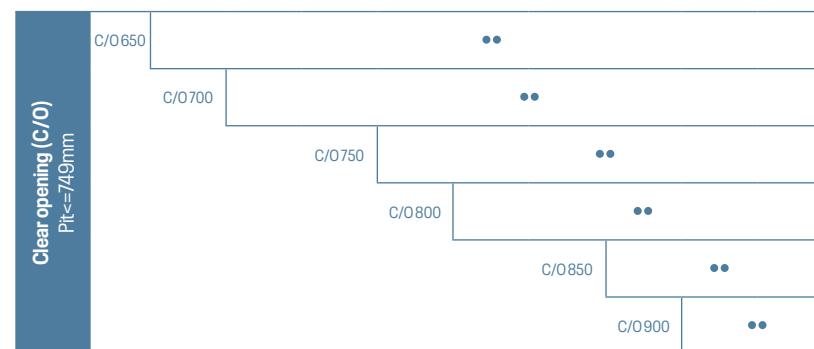 Clear opening (C/O)
Pit<=749mm
C/O650 ●●
C/O700 ●●
C/O750 ●●
C/O800 ●●
C/O850 ●●
C/O900 ●●